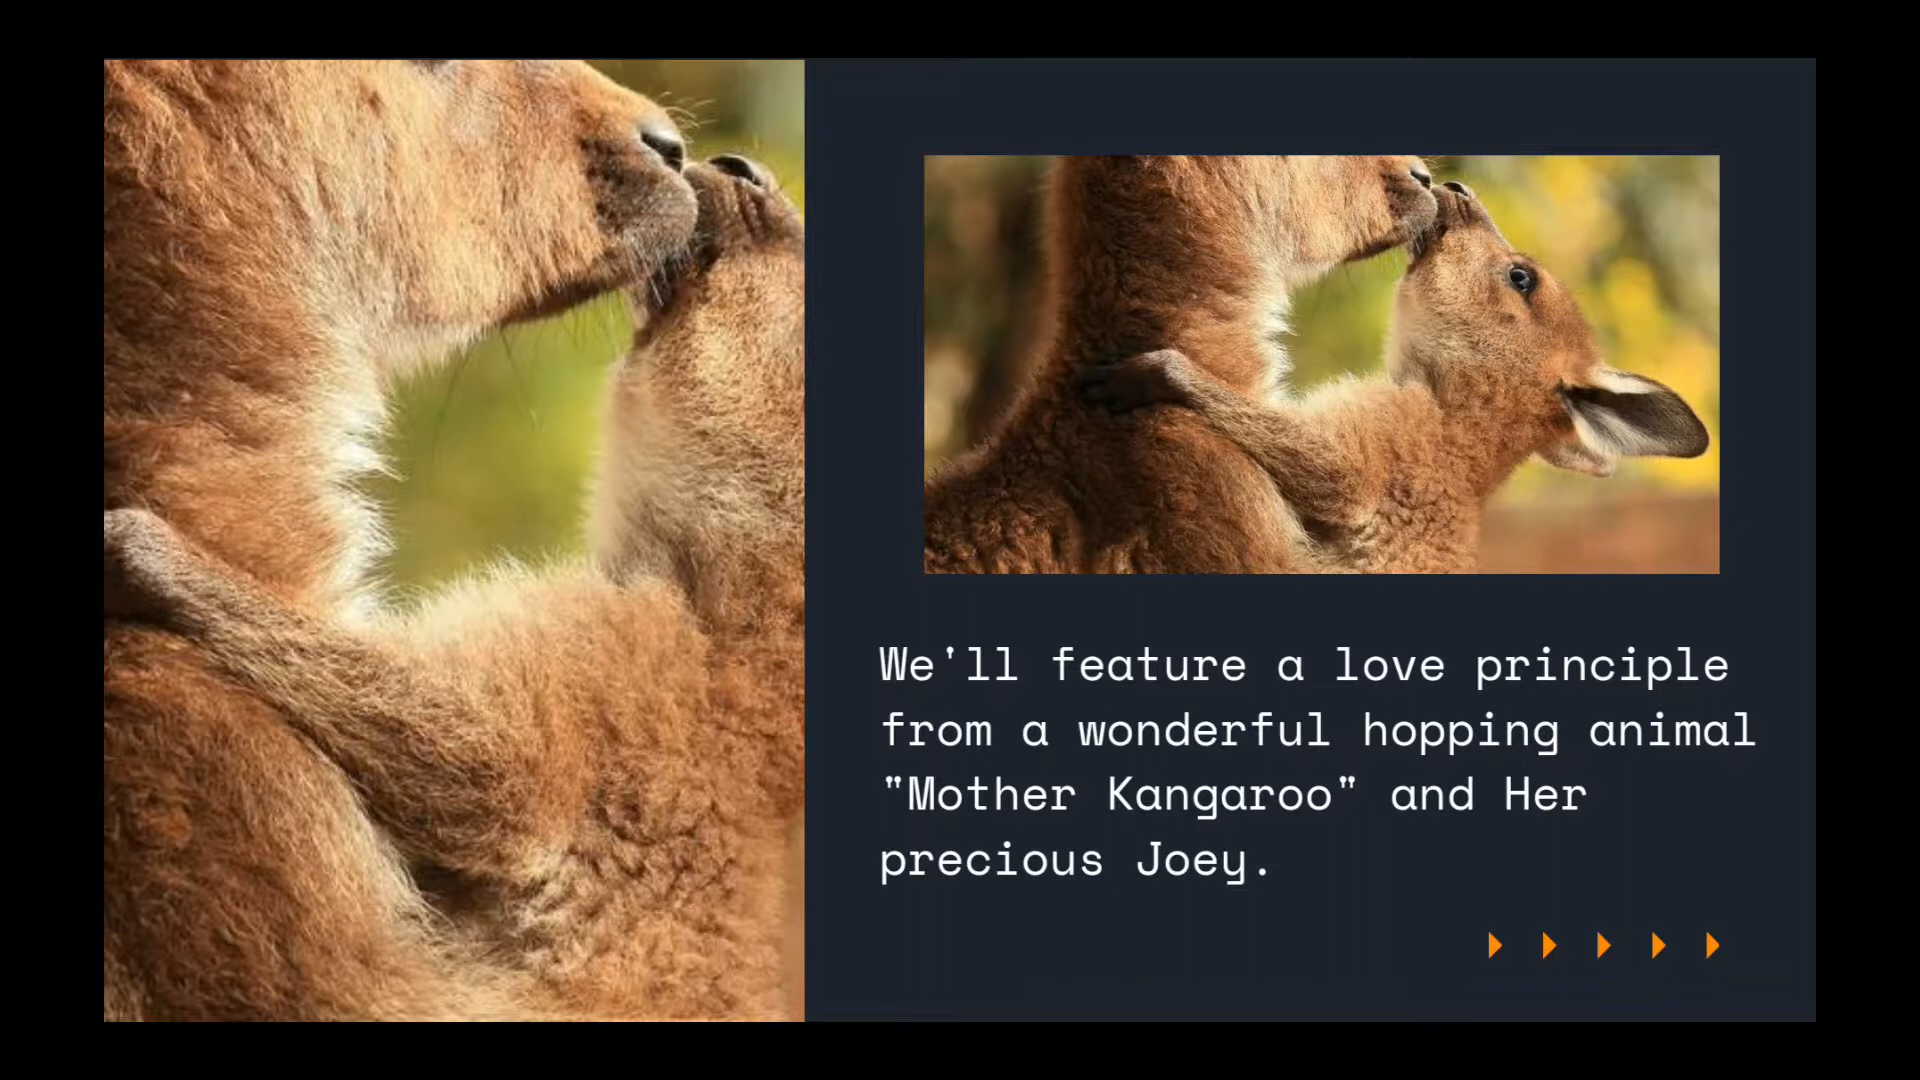 We'll feature a love principle
from a wonderful hopping animal
"Mother Kangaroo" and Her
precious Joey.